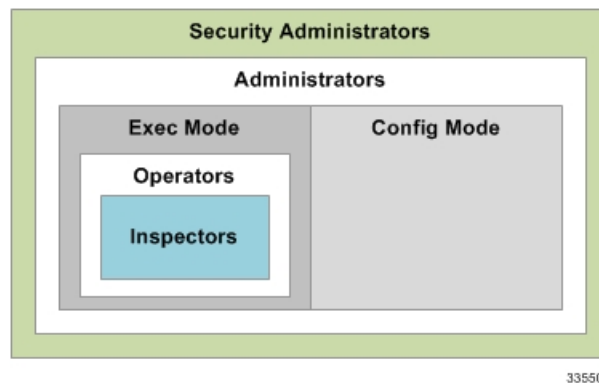 Security Administrators
Administrators
Exec Mode
Config Mode
Operators
Inspectors